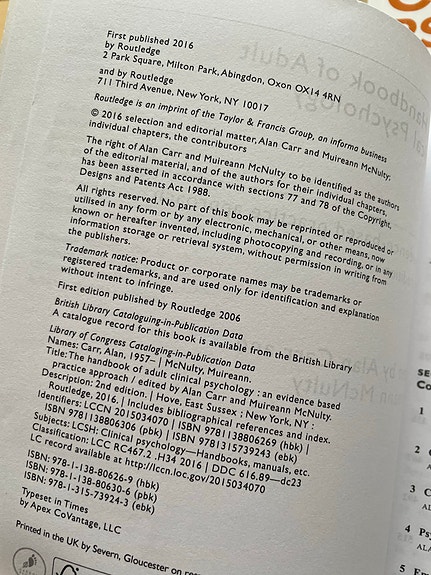 First published 2016
by Routledge
2 Park Square, Milton Park, Abingdon, Oxon OX14 4RN
and by Routledge
711 Third Avenue, New York, NY 10017
Routledge is an imprint of the Taylor & Francis Group, an informa business
© 2016 selection and editorial matter, Alan Carr and Muireann McNulty;
individual chapters, the contributors
The right of Alan Carr and Muireann McNulty to be identified as the authors
of the editorial material, and of the authors for their individual chapters,
has been asserted in accordance with sections 77 and 78 of the Copyright,
Designs and Patents Act 1988.
All rights reserved. No part of this book may be reprinted or reproduced or
utilised in any form or by any electronic, mechanical, or other means, now
known or hereafter invented, including photocopying and recording, or in any
information storage or retrieval system, without permission in writing from
the publishers.
Trademark notice: Product or corporate names may be trademarks or
registered trademarks, and are used only for identification and explanation
without intent to infringe.
First edition published by Routledge 2006
British Library Cataloguing-in-Publication Data
A catalogue record for this book is available from the British Library
Library of Congress Cataloging-in-Publication Data
Names: Carr, Alan, 1957– | McNulty, Muireann.
Title: The handbook of adult clinical psychology : an evidence based
practice approach / edited by Alan Carr and Muireann McNulty.
Description: 2nd edition. | Hove, East Sussex ; New York, NY :
Routledge, 2016. | Includes bibliographical references and index.
Identifiers: LCCN 2015034070 | ISBN 9781138806269 (hbk) |
ISBN 9781138806306 (pbk) | ISBN 9781315739243 (ebk)
Subjects: LCSH: Clinical psychology—Handbooks, manuals, etc.
Classification: LCC RC467.2 .H34 2016 | DDC 616.89—dc23
LC record available at http://lccn.loc.gov/2015034070
ISBN: 978-1-138-80626-9 (hbk)
ISBN: 978-1-138-80630-6 (pbk)
ISBN: 978-1-315-73924-3 (ebk)
Typeset in Times
by Apex CoVantage, LLC
Printed in the UK by Severn, Gloucester on
1
2
3
4
5